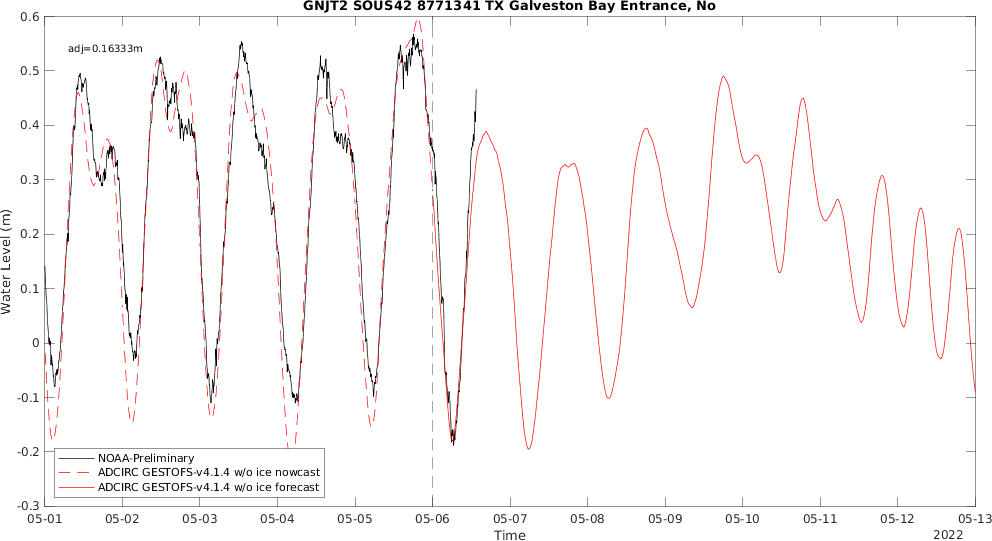 GNJT2 SOUS42 8771341 TX Galveston Bay Entrance, No
adj=0.16333m
0.6
0.5
0.4
0.3
0.2
0.1
0
-0.1
-0.2
-0.3
Water Level (m)
NOAA-Preliminary
ADCIRC GESTOFS-v4.1.4 w/o ice nowcast
ADCIRC GESTOFS-v4.1.4 w/o ice forecast
05-01 05-02 05-03 05-04 05-05 05-06 05-07 05-08 05-09 05-10 05-11 05-12 05-13
Time
2022